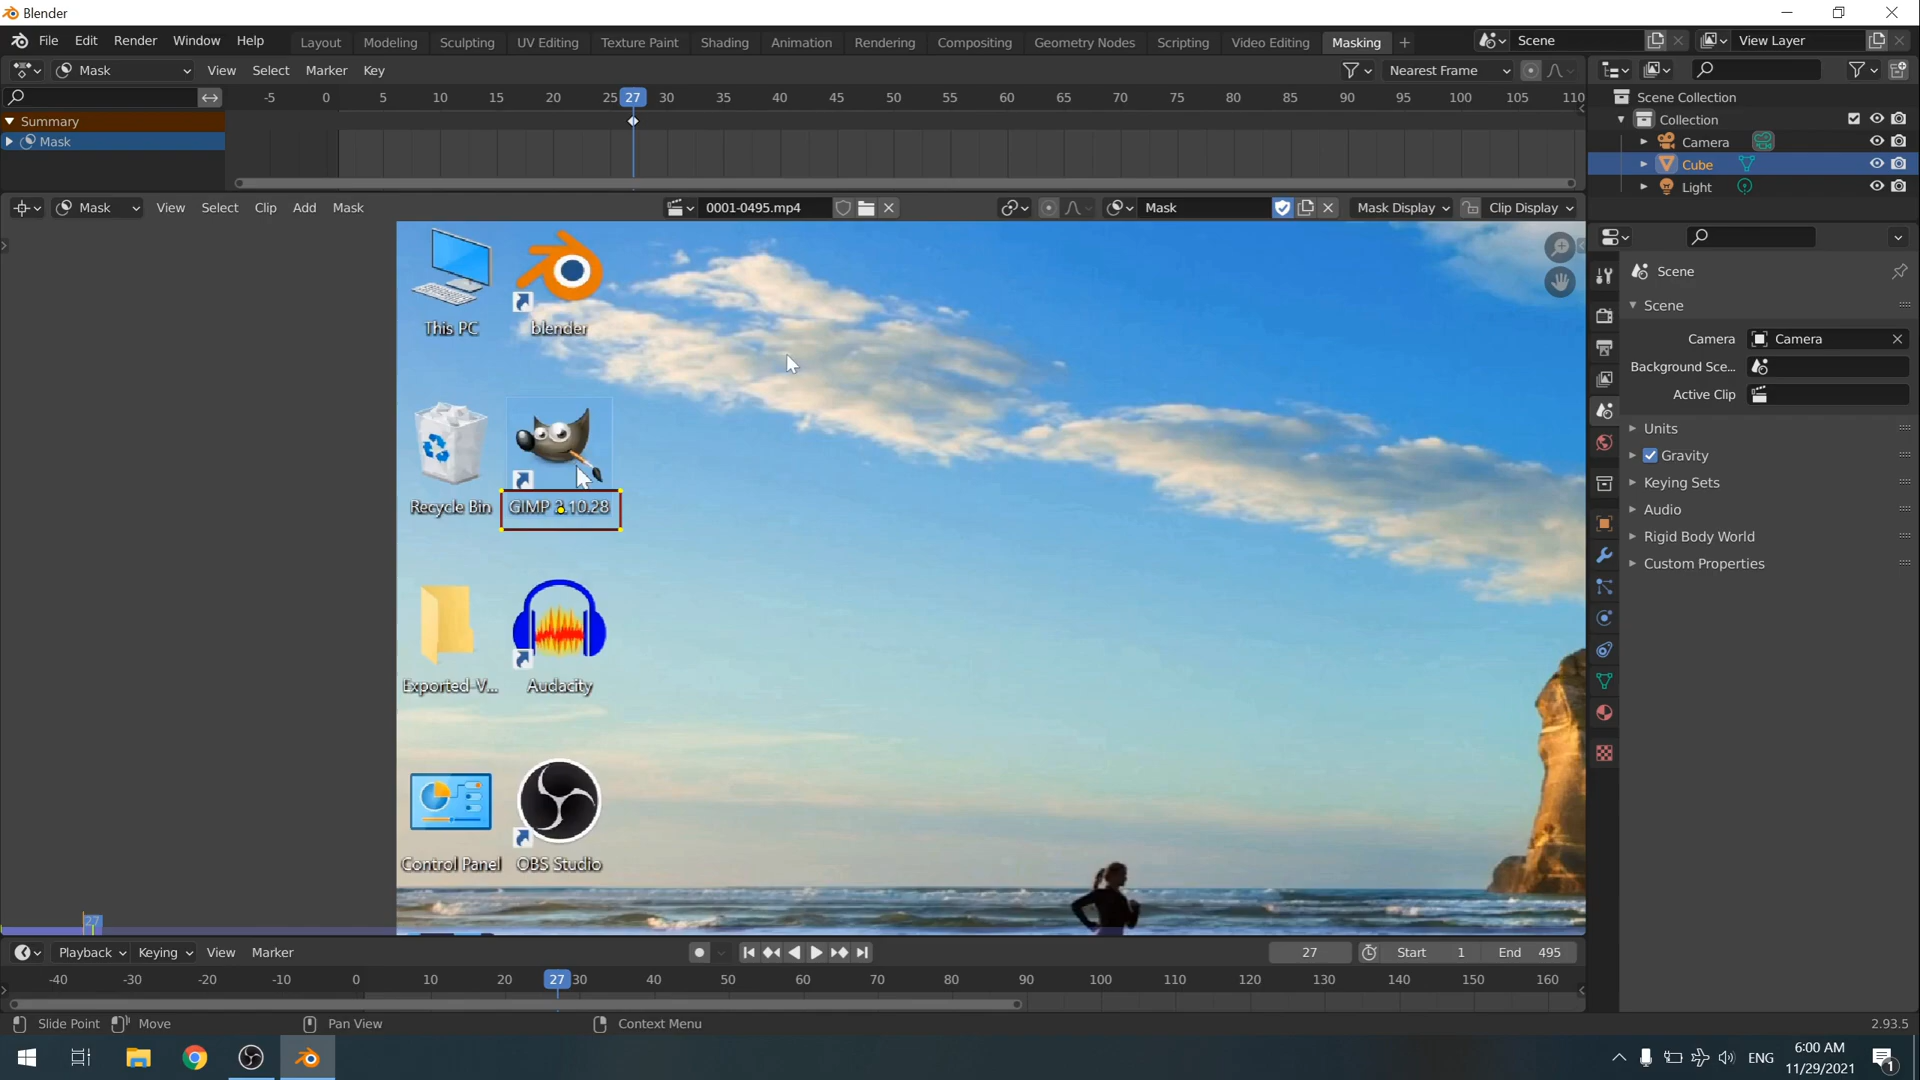 Blender
File Edit Render Window Help Layout Modeling Sculpting UV Editing Texture Paint Shading Animation Rendering Compositing Geometry Nodes Scripting Video Editing Masking + Scene View Layer
Mask View Select Marker Key Nearest Frame
-5 0 5 10 15 20 25 27 30 35 40 45 50 55 60 65 70 75 80 85 90 95 100 105 110
Scene Collection
Summary
Collection
Mask
Camera
Cube
Light
Mask View Select Clip Add Mask 0001-0495.mp4 Mask Mask Display Clip Display
Scene
Scene
Camera Camera
Background Sce...
Active Clip
Units
Gravity
Keying Sets
Audio
Rigid Body World
Custom Properties
This PC blender
Recycle Bin GIMP 2.10.28
Exported-V... Audacity
Control Panel OBS Studio
27
Playback Keying View Marker 27 Start 1 End 495
-40 -30 -20 -10 0 10 20 27 30 40 50 60 70 80 90 100 110 120 130 140 150 160
Slide Point Move Pan View Context Menu 2.93.5
ENG 6:00 AM
11/29/2021 1